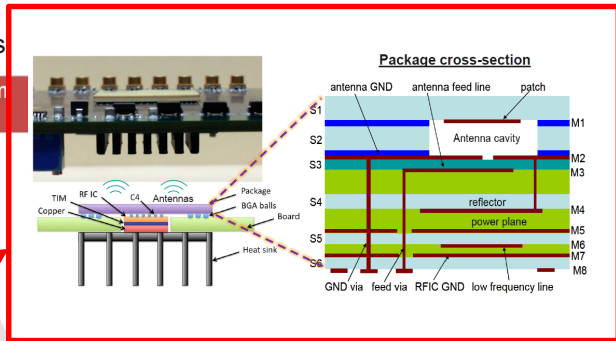 Package cross-section
antenna GND
antenna feed line
patch
S1
M1
S2
Antenna cavity
M2
S3
M3
S4
reflector
M4
power plane
M5
S5
M6
M7
S6
M8
GND via
feed via
RFIC GND
low frequency line
RF IC
C4
Antennas
TIM
Copper
Package
BGA balls
Board
Heat sink